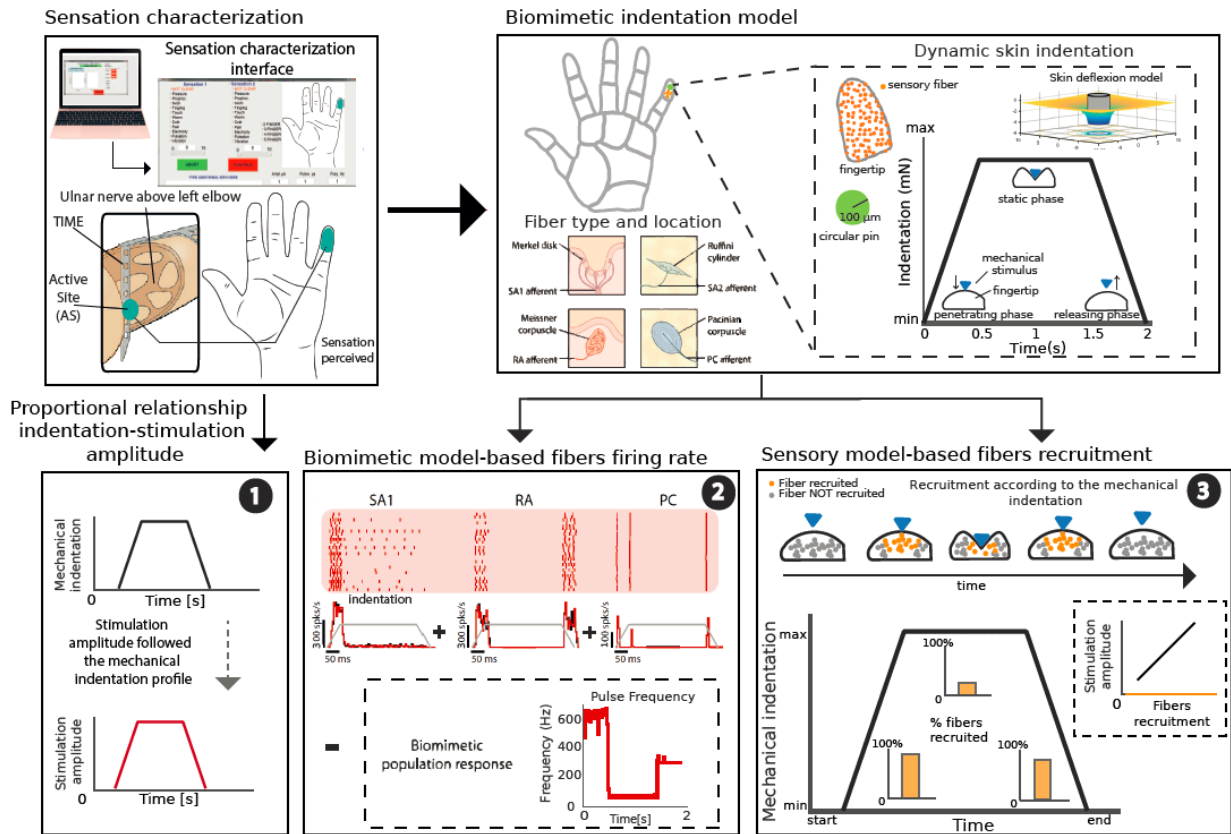 Sensation characterization
Sensation characterization
interface
Sensation 1
Sensation 2
Ulnar nerve above left elbow
TIME
Active
Site
(AS)
Sensation
perceived
Biomimetic indentation model
Fiber type and location
Merkel disk
SA1 afferent
Ruffini
cylinder
SA2 afferent
Meissner
corpuscle
RA afferent
Pacinian
corpuscle
PC afferent
Dynamic skin indentation
sensory fiber
fingertip
100 μm
circular pin
Skin deflexion model
max
Indentation (mN)
min
static phase
mechanical
stimulus
fingertip
penetrating phase
releasing phase
0 0.5 1 1.5 2
Time(s)
Proportional relationship
indentation-stimulation
amplitude
1
Mechanical
indentation
0
Time [s]
Stimulation
amplitude followed
the mechanical
indentation profile
Stimulation
amplitude
0
Time [s]
Biomimetic model-based fibers firing rate
2
SA1 RA PC
indentation
300 spks/s
50 ms
+
300 spks/s
50 ms
+
100 spks/s
50 ms
Biomimetic
population response
Pulse Frequency
Frequency (Hz)
600
400
200
0
0 2
Time[s]
Sensory model-based fibers recruitment
3
Fiber recruited
Fiber NOT recruited
Recruitment according to the mechanical
indentation
time
Mechanical indentation
max
min
100%
0
% fibers
recruited
100%
0
100%
0
start
end
Time
Stimulation
amplitude
0
Fibers
recruitment